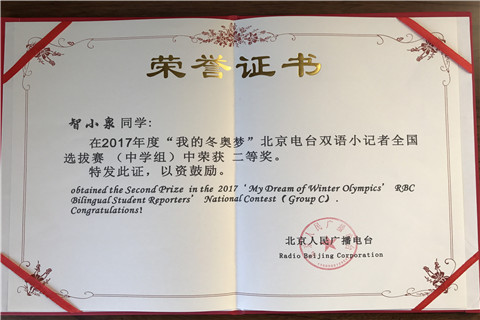 荣誉证书
智小泉 同学:
在2017年度“我的冬奥梦”北京电台双语小记者全国
选拔� （中学组）中荣获 二等奖。
特发此证，以资鼓励。
obtained the Second Prize in the 2017 ‘My Dream of Winter Olympics’ RBC
Bilingual Student Reporters’ National Contest ( Group C ) .
Congratulations!
北京人民广播电台
Radio Beijing Corporation